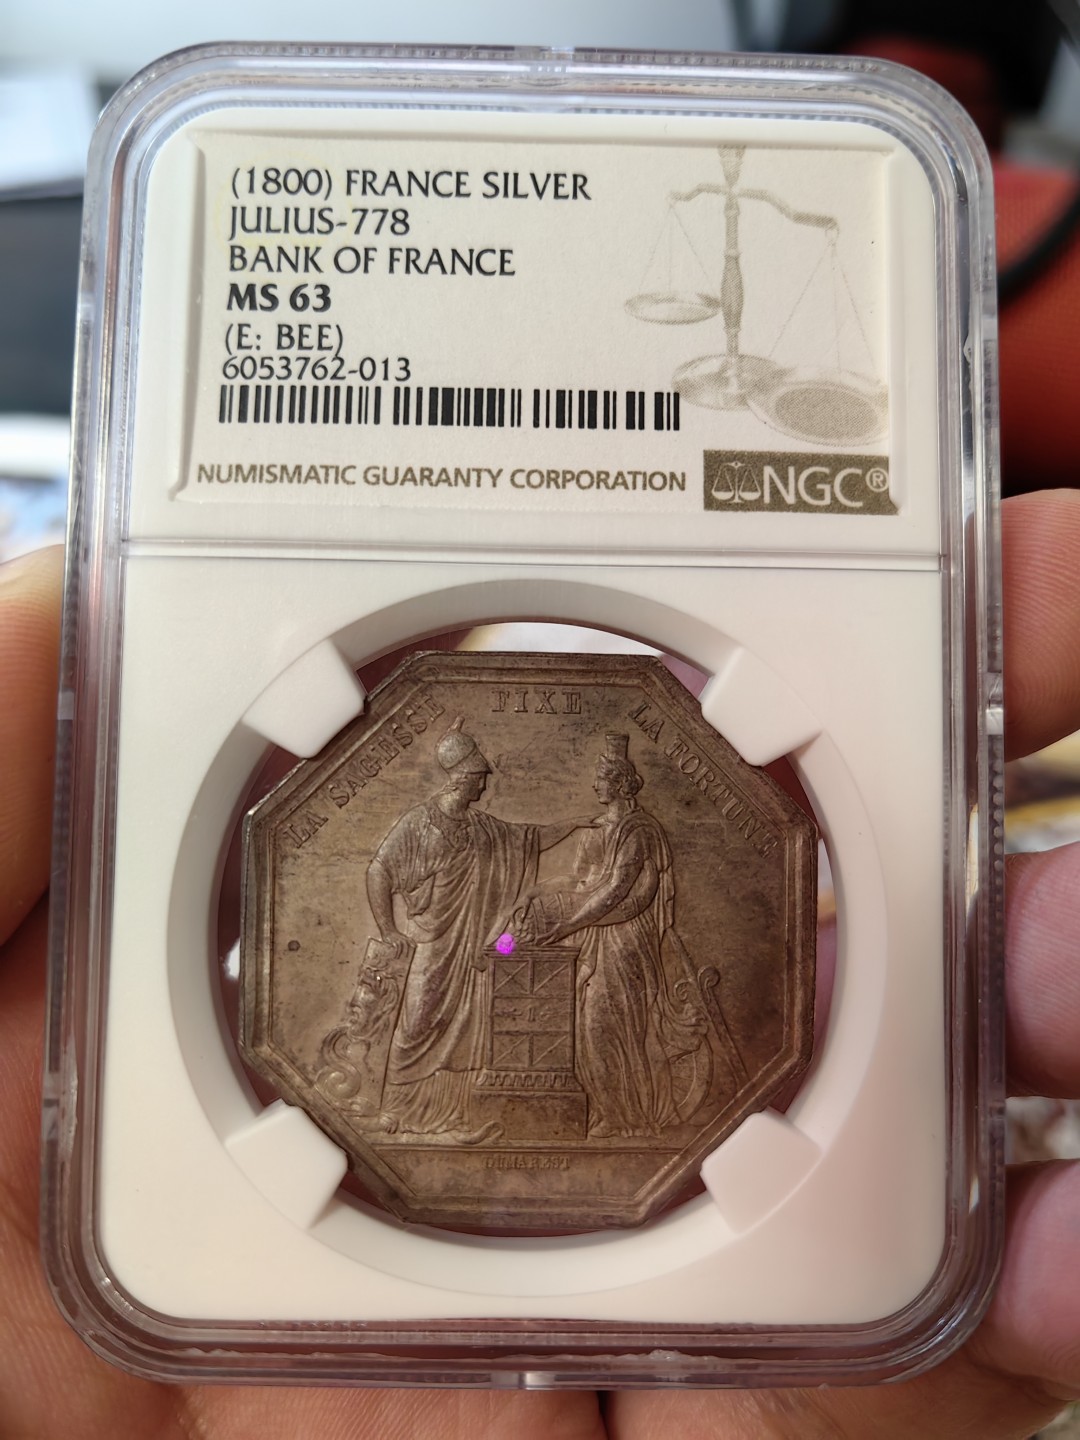 (1800) FRANCE SILVER
JULIUS-778
BANK OF FRANCE
MS 63
(E: BEE)
6053762-013
NUMISMATIC GUARANTY CORPORATION
NGC®
LA SAGESSE FIXE LA FORTUNE
DUMAREST